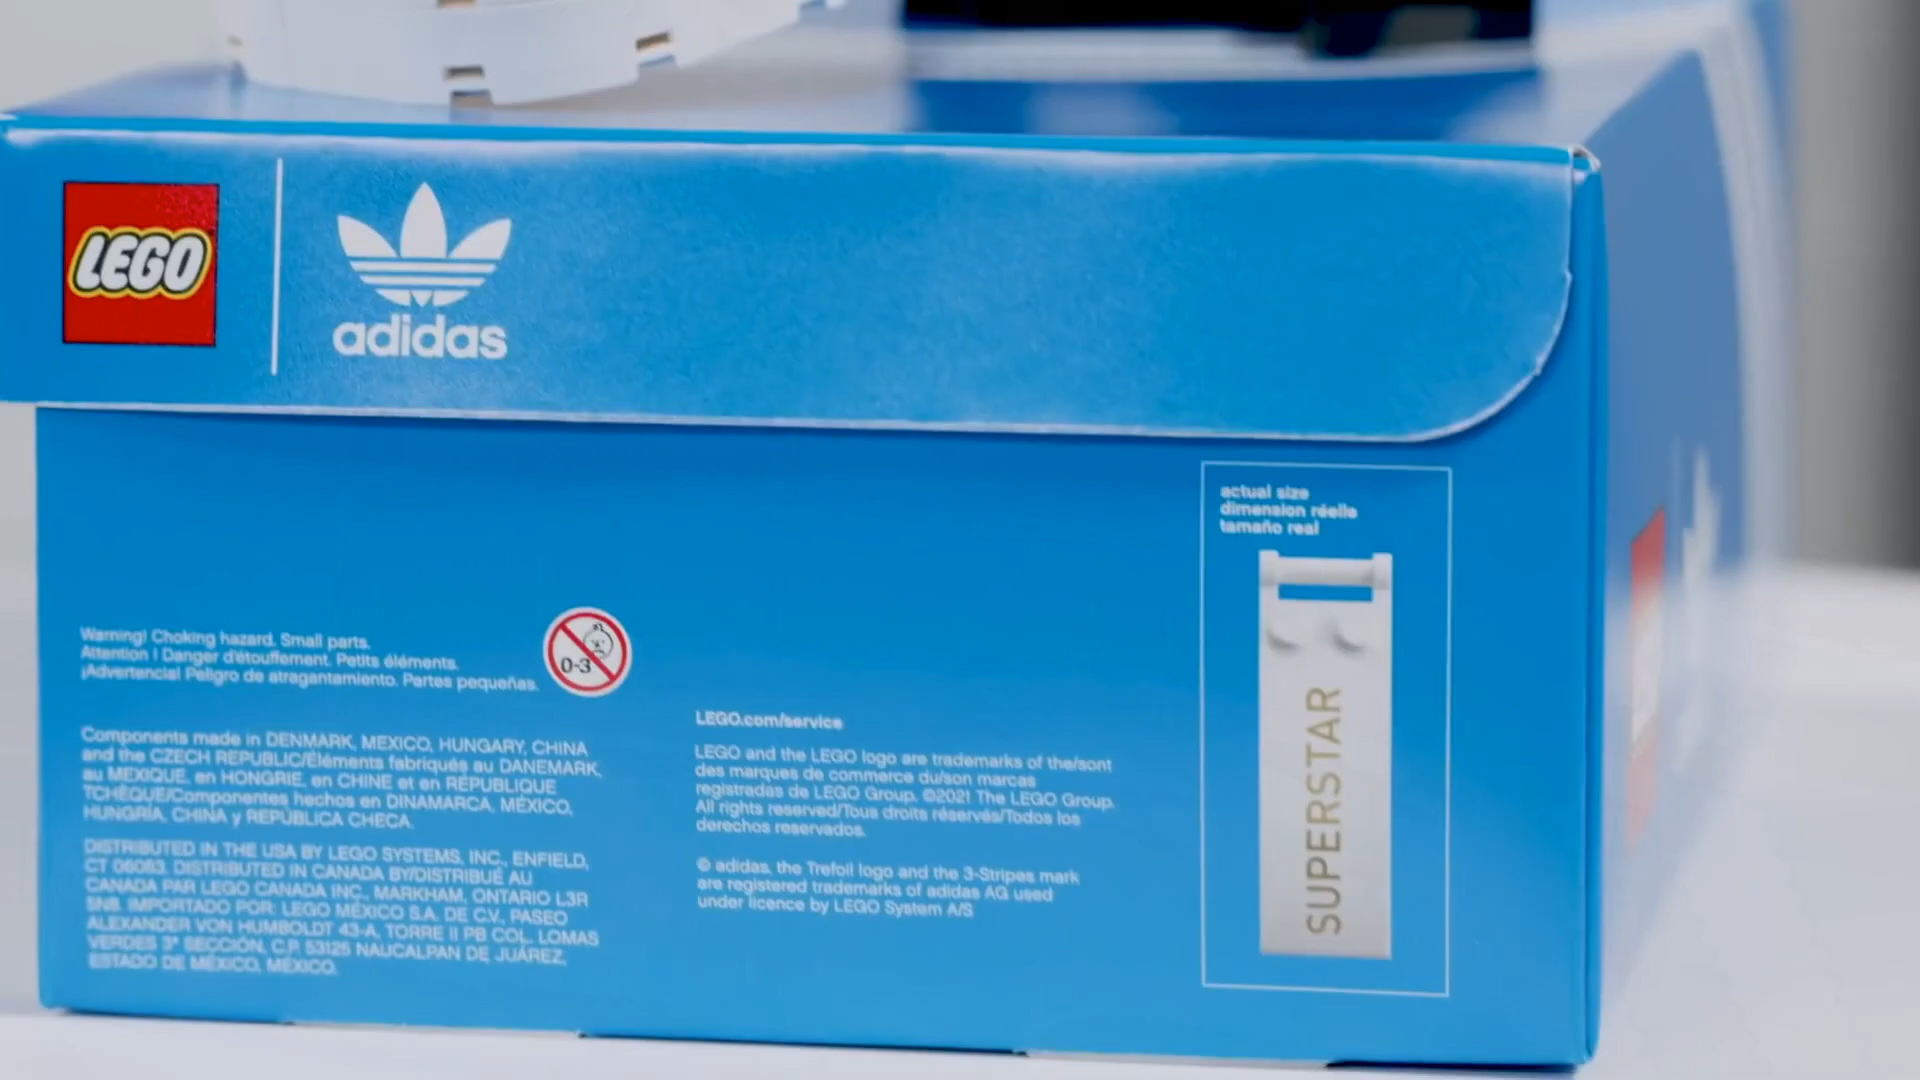 LEGO
adidas
actual size
dimension réelle
tamaño real
SUPERSTAR
Warning! Choking hazard. Small parts.
Attention ! Danger d'étouffement. Petits éléments.
¡Advertencia! Peligro de atragantamiento. Partes pequeñas.
0-3
Components made in DENMARK, MEXICO, HUNGARY, CHINA
and the CZECH REPUBLIC/Éléments fabriqués au DANEMARK,
au MEXIQUE, en HONGRIE, en CHINE et en RÉPUBLIQUE
TCHÈQUE/Componentes hechos en DINAMARCA, MÉXICO,
HUNGRÍA, CHINA y REPÚBLICA CHECA.
DISTRIBUTED IN THE USA BY LEGO SYSTEMS, INC., ENFIELD,
CT 06083. DISTRIBUTED IN CANADA BY/DISTRIBUÉ AU
CANADA PAR LEGO CANADA INC., MARKHAM, ONTARIO L3R
5N8. IMPORTADO POR: LEGO MÉXICO S.A. DE C.V., PASEO
ALEXANDER VON HUMBOLDT 43-A, TORRE II PB COL. LOMAS
VERDES 3ª SECCIÓN, C.P. 53125 NAUCALPAN DE JUÁREZ,
ESTADO DE MÉXICO, MÉXICO.
LEGO.com/service
LEGO and the LEGO logo are trademarks of the/sont
des marques de commerce du/son marcas
registradas de LEGO Group. ©2021 The LEGO Group.
All rights reserved/Tous droits réservés/Todos los
derechos reservados.
© adidas, the Trefoil logo and the 3-Stripes mark
are registered trademarks of adidas AG used
under licence by LEGO System A/S